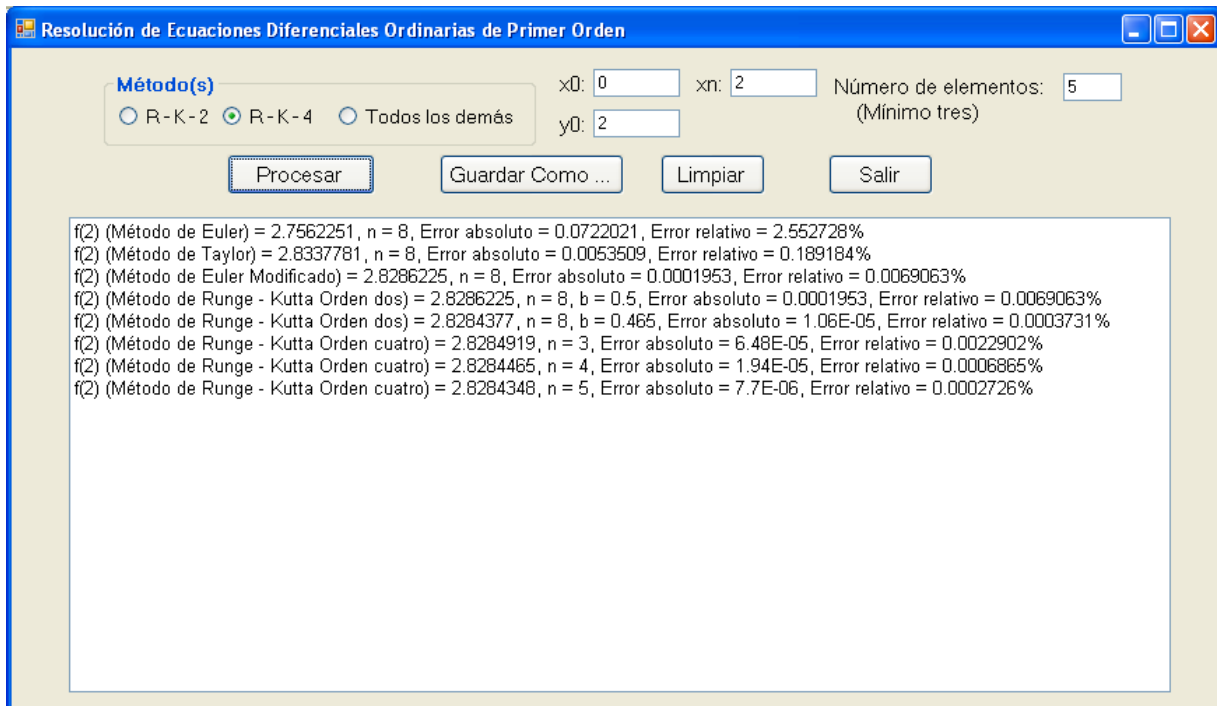 Resolución de Ecuaciones Diferenciales Ordinarias de Primer Orden
Método(s)
R - K - 2 R - K - 4 Todos los demás
x0: 0 xn: 2 Número de elementos: 5
(Mínimo tres)
y0: 2
Procesar Guardar Como ... Limpiar Salir
f(2) (Método de Euler) = 2.7562251, n = 8, Error absoluto = 0.0722021, Error relativo = 2.552728%
f(2) (Método de Taylor) = 2.8337781, n = 8, Error absoluto = 0.0053509, Error relativo = 0.189184%
f(2) (Método de Euler Modificado) = 2.8286225, n = 8, Error absoluto = 0.0001953, Error relativo = 0.0069063%
f(2) (Método de Runge - Kutta Orden dos) = 2.8286225, n = 8, b = 0.5, Error absoluto = 0.0001953, Error relativo = 0.0069063%
f(2) (Método de Runge - Kutta Orden dos) = 2.8284377, n = 8, b = 0.465, Error absoluto = 1.06E-05, Error relativo = 0.0003731%
f(2) (Método de Runge - Kutta Orden cuatro) = 2.8284919, n = 3, Error absoluto = 6.48E-05, Error relativo = 0.0022902%
f(2) (Método de Runge - Kutta Orden cuatro) = 2.8284465, n = 4, Error absoluto = 1.94E-05, Error relativo = 0.0006865%
f(2) (Método de Runge - Kutta Orden cuatro) = 2.8284348, n = 5, Error absoluto = 7.7E-06, Error relativo = 0.0002726%